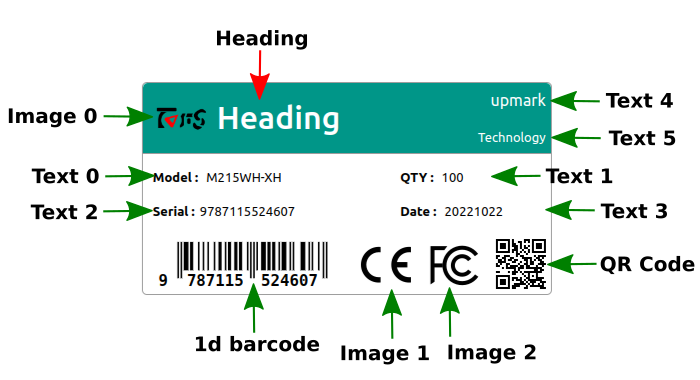 Heading
Image 0
Heading
upmark
Text 4
Technology
Text 5
Text 0
Model : M215WH-XH
QTY : 100
Text 1
Text 2
Serial : 9787115524607
Date : 20221022
Text 3
9 787115 524607
CE
FC
QR Code
1d barcode
Image 1
Image 2